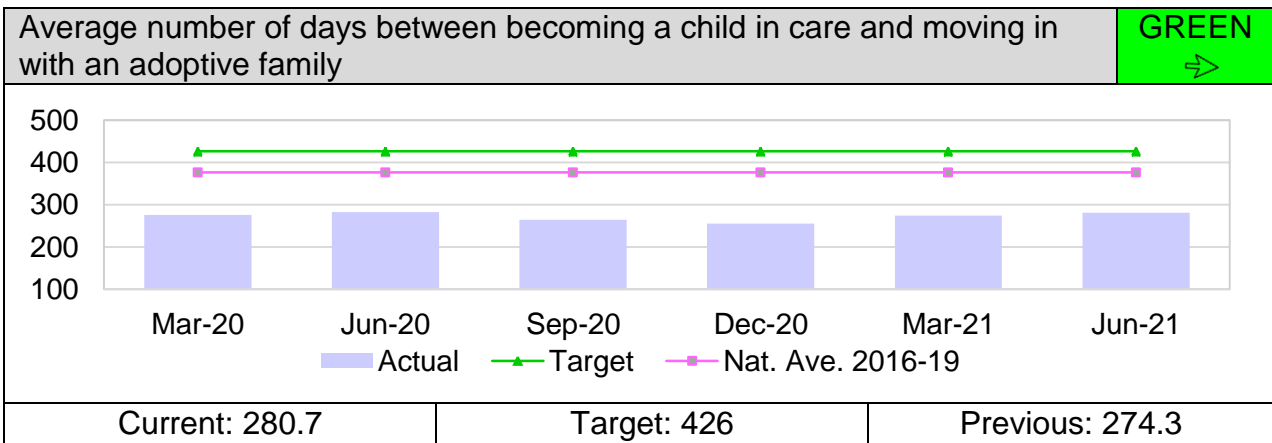 Average number of days between becoming a child in care and moving in
with an adoptive family
GREEN
500
400
300
200
100
Mar-20 Jun-20 Sep-20 Dec-20 Mar-21 Jun-21
Actual Target Nat. Ave. 2016-19
Current: 280.7 Target: 426 Previous: 274.3